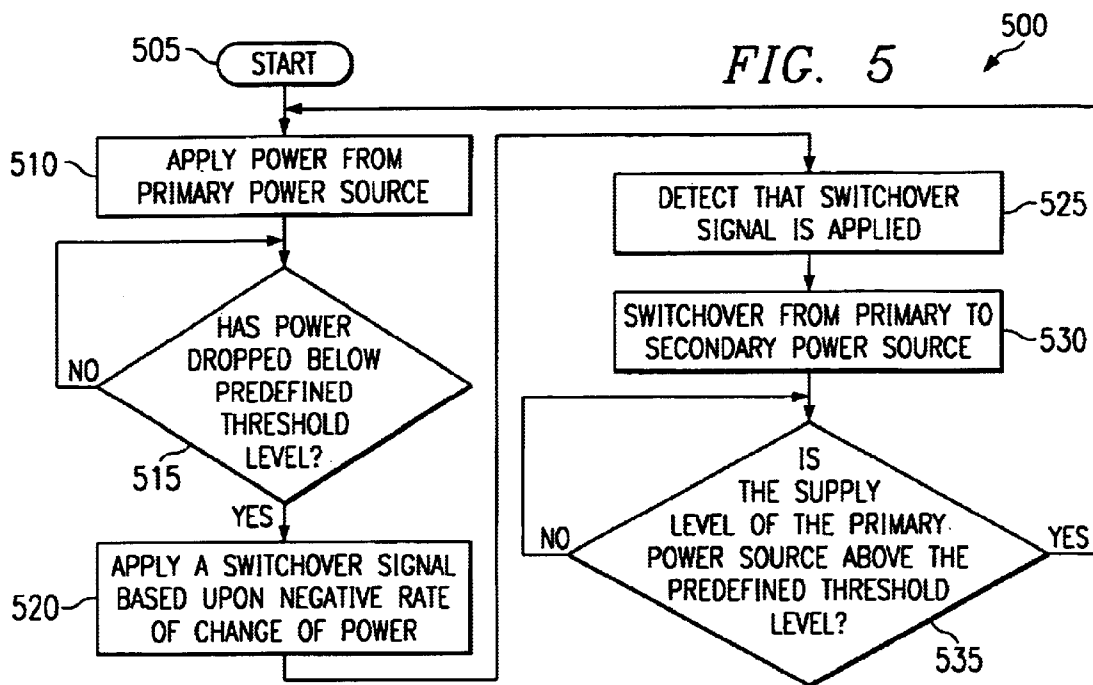 FIG. 5
500
505
START
510
APPLY POWER FROM
PRIMARY POWER SOURCE
HAS POWER
DROPPED BELOW
PREDEFINED
THRESHOLD
LEVEL?
NO
515
YES
520
APPLY A SWITCHOVER SIGNAL
BASED UPON NEGATIVE RATE
OF CHANGE OF POWER
DETECT THAT SWITCHOVER
SIGNAL IS APPLIED
525
SWITCHOVER FROM PRIMARY TO
SECONDARY POWER SOURCE
530
IS
THE SUPPLY
LEVEL OF THE PRIMARY
POWER SOURCE ABOVE THE
PREDEFINED THRESHOLD
LEVEL?
NO
YES
535